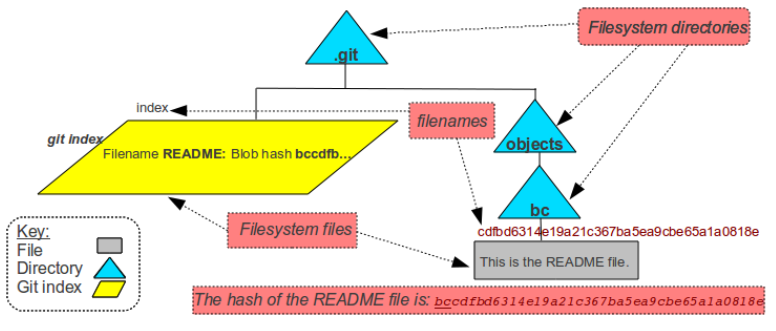 Filesystem directories
.git
index
filenames
git index
Filename README: Blob hash bccdfb...
objects
bc
cdfbd6314e19a21c367ba5ea9cbe65a1a0818e
Filesystem files
This is the README file.
Key:
File
Directory
Git index
The hash of the README file is: bccdfbd6314e19a21c367ba5ea9cbe65a1a0818e